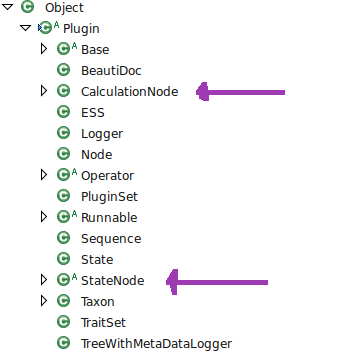 Object
A Plugin
A Base
BeautiDoc
A CalculationNode
ESS
Logger
Node
A Operator
PluginSet
A Runnable
Sequence
State
A StateNode
A Taxon
TraitSet
TreeWithMetaDataLogger